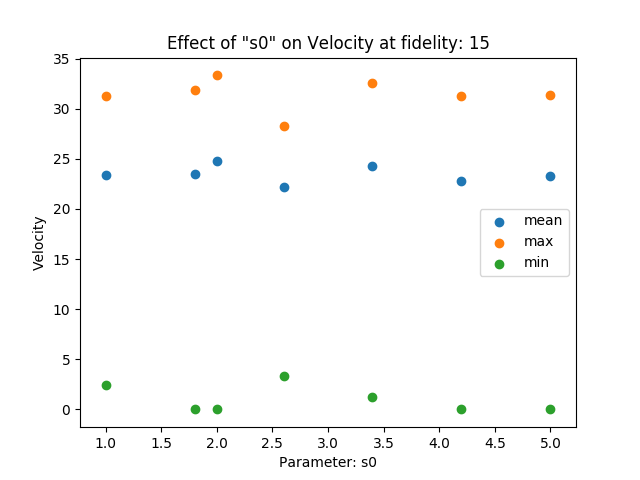 Effect of "s0" on Velocity at fidelity: 15
35
30
25
20
15
10
5
0
Velocity
mean
max
min
1.0 1.5 2.0 2.5 3.0 3.5 4.0 4.5 5.0
Parameter: s0